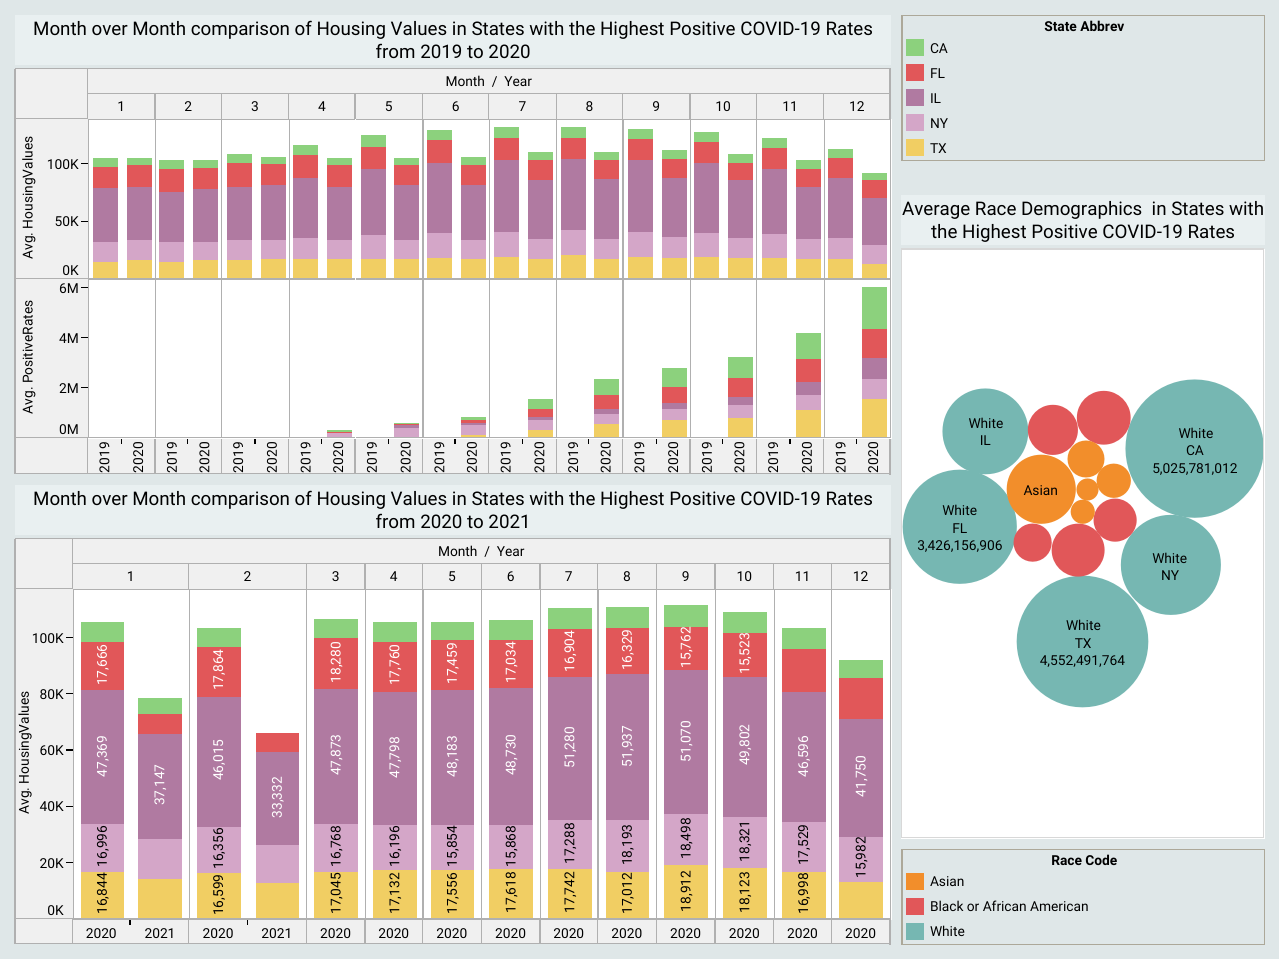 Month over Month comparison of Housing Values in States with the Highest Positive COVID-19 Rates
from 2019 to 2020
Month / Year
1 2 3 4 5 6 7 8 9 10 11 12
Avg. HousingValues
100K
50K
0K
Avg. PositiveRates
6M
4M
2M
0M
2019 2020 2019 2020 2019 2020 2019 2020 2019 2020 2019 2020 2019 2020 2019 2020 2019 2020 2019 2020 2019 2020 2019 2020
Month over Month comparison of Housing Values in States with the Highest Positive COVID-19 Rates
from 2020 to 2021
Month / Year
1 2 3 4 5 6 7 8 9 10 11 12
Avg. HousingValues
100K
80K
60K
40K
20K
0K
17,666 17,864 18,280 17,760 17,459 17,034 16,904 16,329 15,762 15,523
47,369 37,147 46,015 33,332 47,873 47,798 48,183 48,730 51,280 51,937 51,070 49,802 46,596 41,750
16,996 16,356 16,768 16,196 15,854 15,868 17,288 18,193 18,498 18,321 17,529 15,982
16,844 16,599 17,045 17,132 17,556 17,618 17,742 17,012 18,912 18,123 16,998
2020 2021 2020 2021 2020 2020 2020 2020 2020 2020 2020 2020 2020 2020
State Abbrev
CA
FL
IL
NY
TX
Average Race Demographics in States with
the Highest Positive COVID-19 Rates
White
IL
White
CA
5,025,781,012
Asian
White
FL
3,426,156,906
White
NY
White
TX
4,552,491,764
Race Code
Asian
Black or African American
White